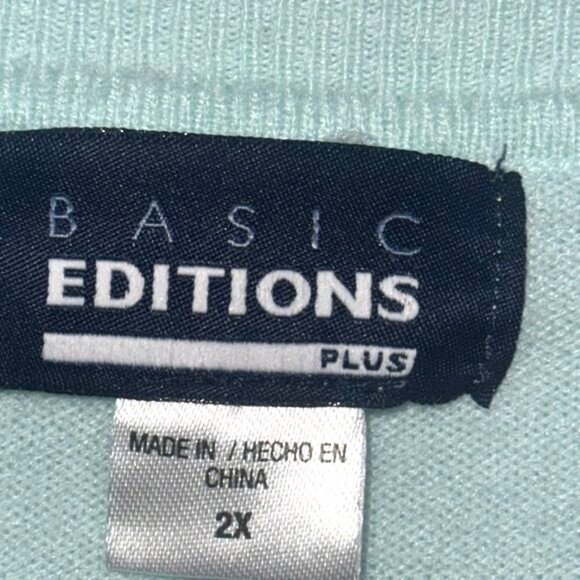 BASIC
EDITIONS
PLUS
MADE IN / HECHO EN
CHINA
2X